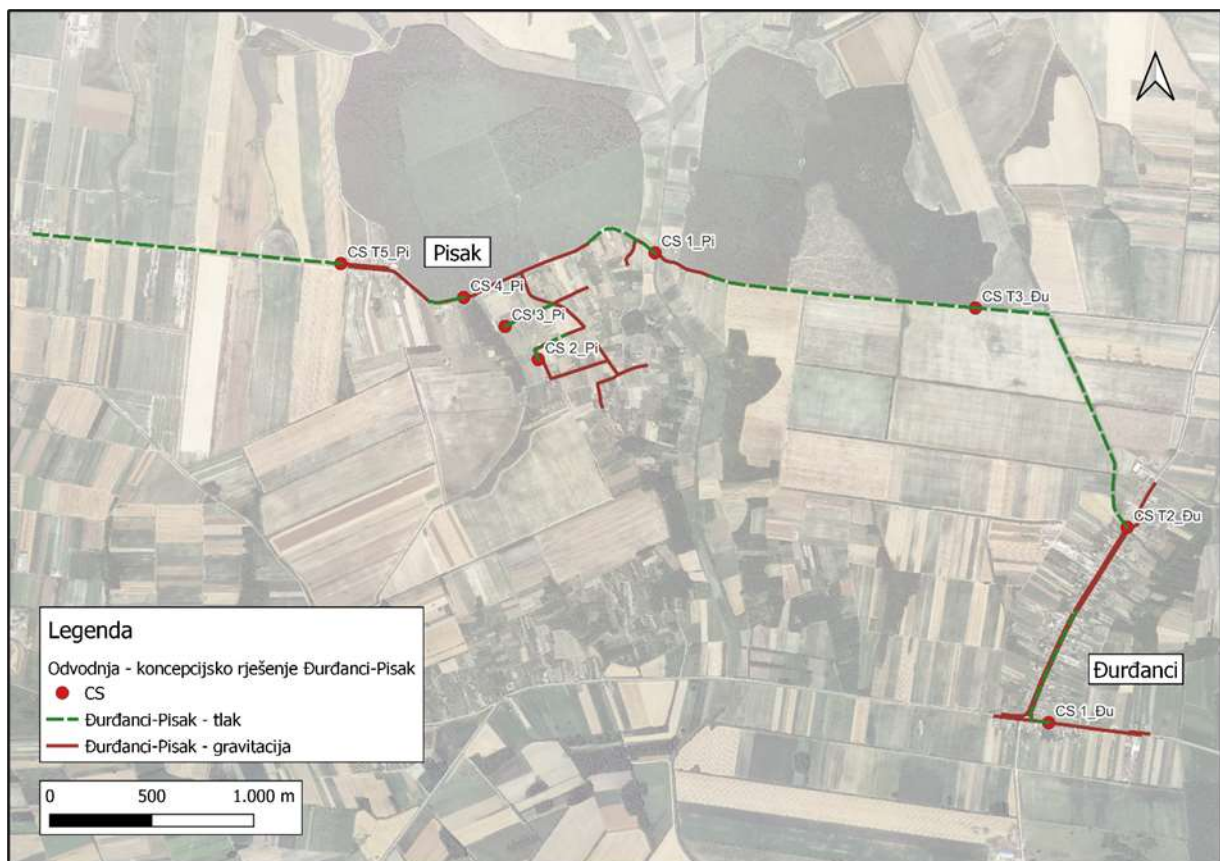 CS T5_Pi
Pisak
CS 1_Pi
CS 4_Pi
CS 3_Pi
CS T3_Đu
CS 2_Pi
CS T2_Đu
Đurđanci
CS 1_Đu
Legenda
Odvodnja - koncepcijsko rješenje Đurđanci-Pisak
CS
Đurđanci-Pisak - tlak
Đurđanci-Pisak - gravitacija
0 500 1.000 m